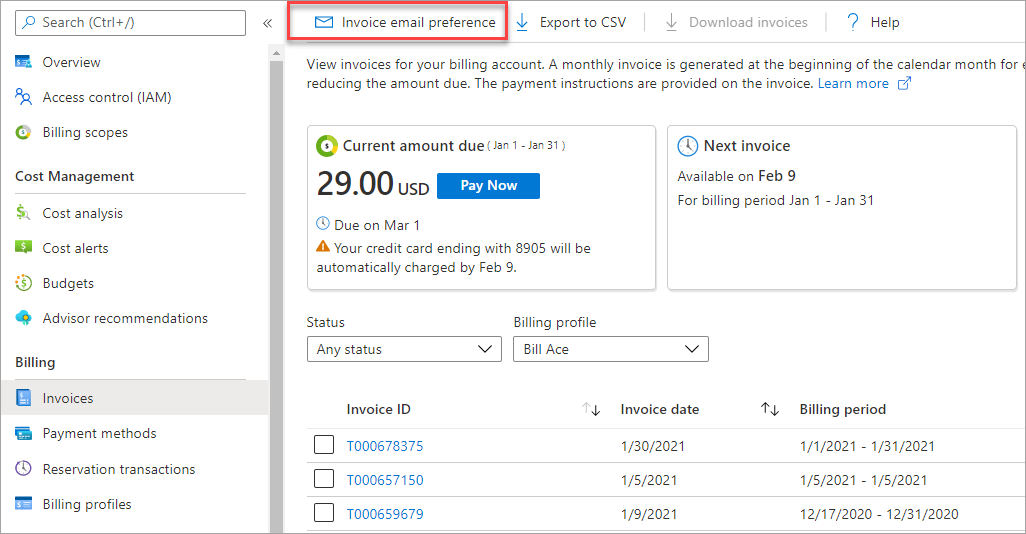 Search (Ctrl+/)
«
Overview
Access control (IAM)
Billing scopes
Cost Management
Cost analysis
Cost alerts
Budgets
Advisor recommendations
Billing
Invoices
Payment methods
Reservation transactions
Billing profiles
Invoice email preference
Export to CSV
Download invoices
? Help
View invoices for your billing account. A monthly invoice is generated at the beginning of the calendar month for
reducing the amount due. The payment instructions are provided on the invoice. Learn more
Current amount due ( Jan 1 - Jan 31 )
29.00 USD Pay Now
Due on Mar 1
Your credit card ending with 8905 will be
automatically charged by Feb 9.
Next invoice
Available on Feb 9
For billing period Jan 1 - Jan 31
Status
Any status
Billing profile
Bill Ace
Invoice ID Invoice date Billing period
T000678375 1/30/2021 1/1/2021 - 1/31/2021
T000657150 1/5/2021 1/5/2021 - 1/5/2021
T000659679 1/9/2021 12/17/2020 - 12/31/2020